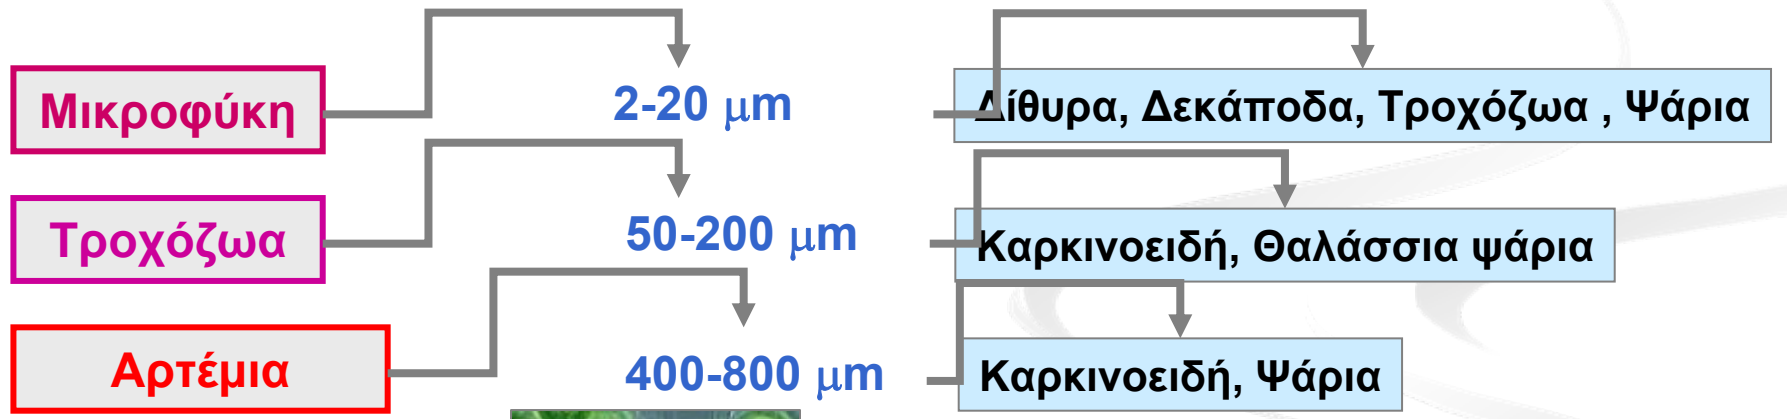 Μικροφύκη 2-20 μm Δίθυρα, Δεκάποδα, Τροχόζωα , Ψάρια
Τροχόζωα 50-200 μm Καρκινοειδή, Θαλάσσια ψάρια
Αρτέμια 400-800 μm Καρκινοειδή, Ψάρια